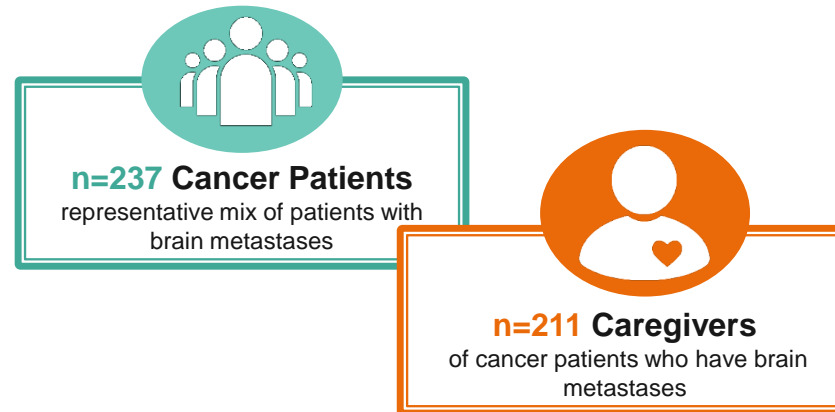 n=237 Cancer Patients
representative mix of patients with
brain metastases
n=211 Caregivers
of cancer patients who have brain
metastases